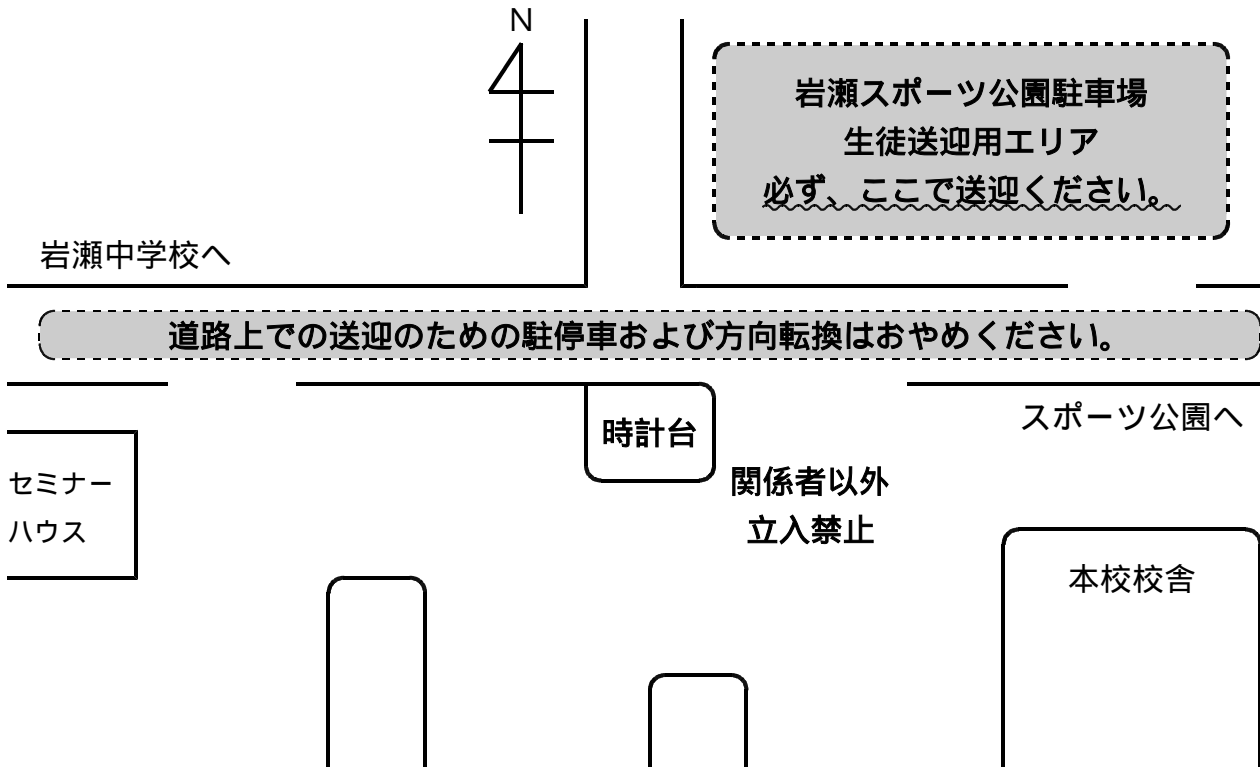 N
岩瀬スポーツ公園駐車場
生徒送迎用エリア
必ず、ここで送迎ください。
岩瀬中学校へ
道路上での送迎のための駐停車および方向転換はおやめください。
スポーツ公園へ
時計台
関係者以外
立入禁止
セミナー
ハウス
本校校舎